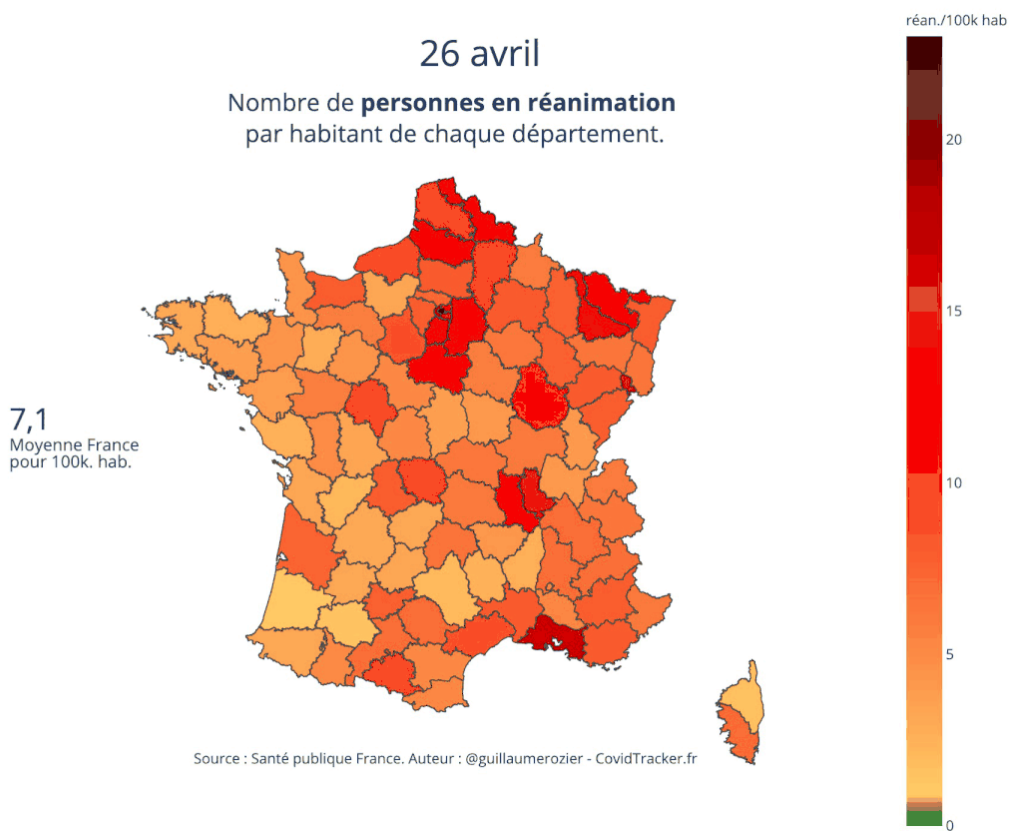 réan./100k hab
26 avril
Nombre de personnes en réanimation
par habitant de chaque département.
20
15
7,1
Moyenne France
pour 100k. hab.
10
5
Source : Santé publique France. Auteur : @guillaumerozier - CovidTracker.fr
0